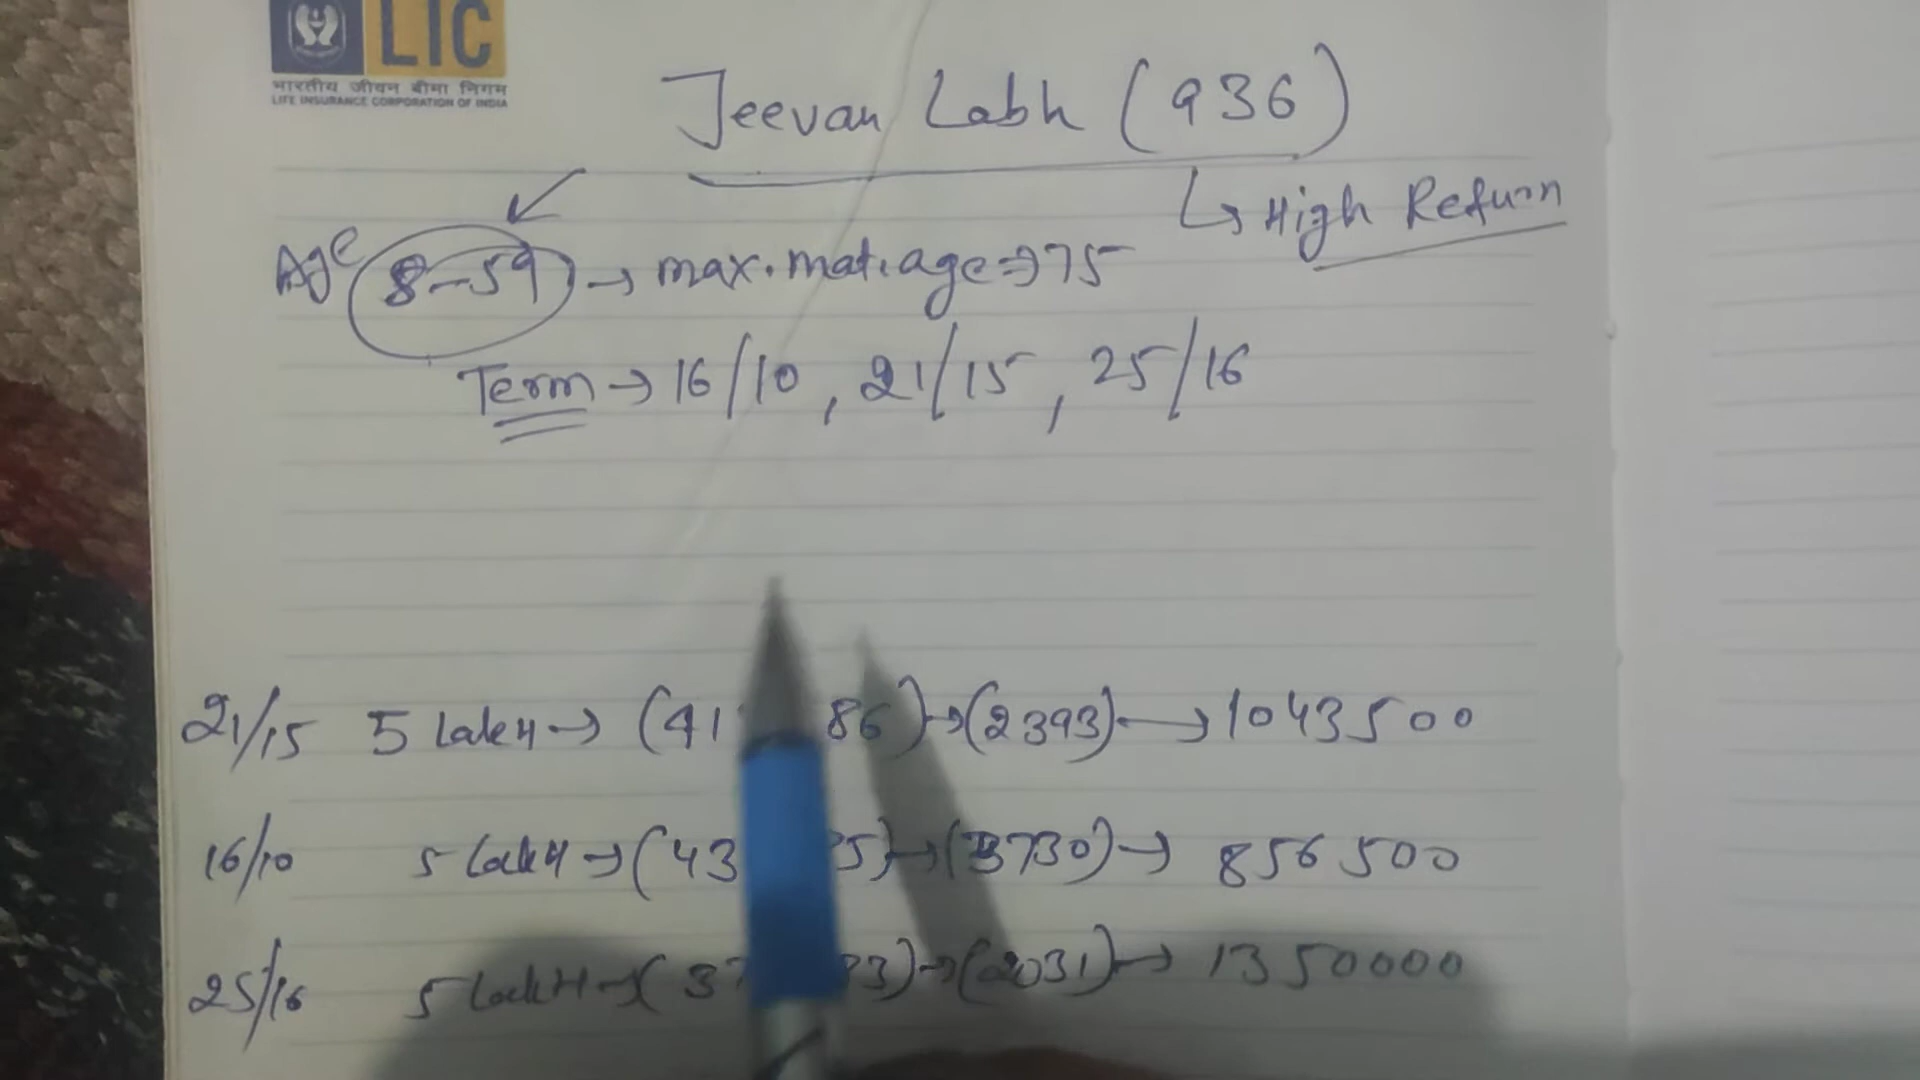 LIC
भारतीय जीवन बीमा निगम
LIFE INSURANCE CORPORATION OF INDIA
Jeevan Labh (936)
↳ High Return
Age 8-59 → max. mat. age ⇒ 75
Term → 16/10, 21/15, 25/16
21/15 5 Lakh → (41 86) → (2393) → 1043500
16/10 5 Lakh → (43 5) → (3730) → 856500
25/16 5 Lakh → (37 3) → (2031) → 1350000